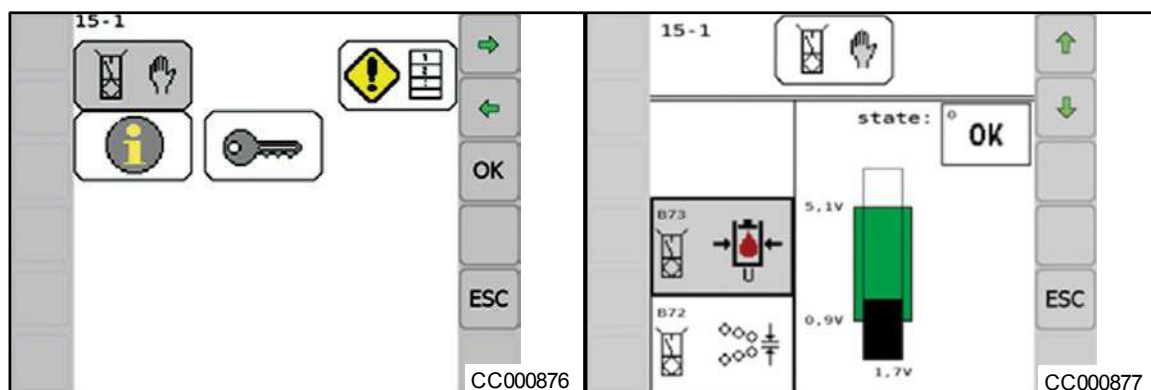 15-1
OK
ESC
CC000876
15-1
state:
OK
B73
5,1V
0,9V
B72
1,7V
ESC
CC000877